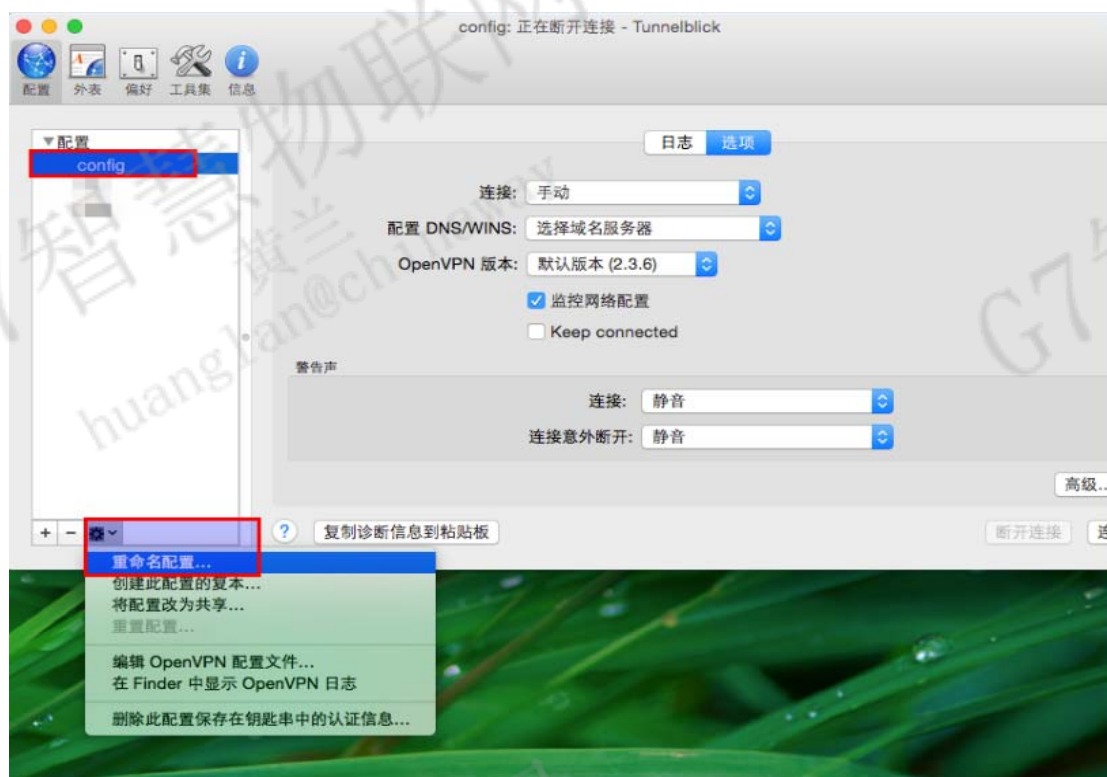 config: 正在断开连接 - Tunnelblick
配置 外表 偏好 工具集 信息
▼配置
config
日志 选项
连接: 手动
配置 DNS/WINS: 选择域名服务器
OpenVPN 版本: 默认版本 (2.3.6)
监控网络配置
Keep connected
警告声
连接: 静音
连接意外断开: 静音
高级..
+ -
? 复制诊断信息到粘贴板
断开连接
重命名配置...
创建此配置的复本...
将配置改为共享...
重置配置...
编辑 OpenVPN 配置文件...
在 Finder 中显示 OpenVPN 日志
删除此配置保存在钥匙串中的认证信息...
智慧物联网
黄兰
G7